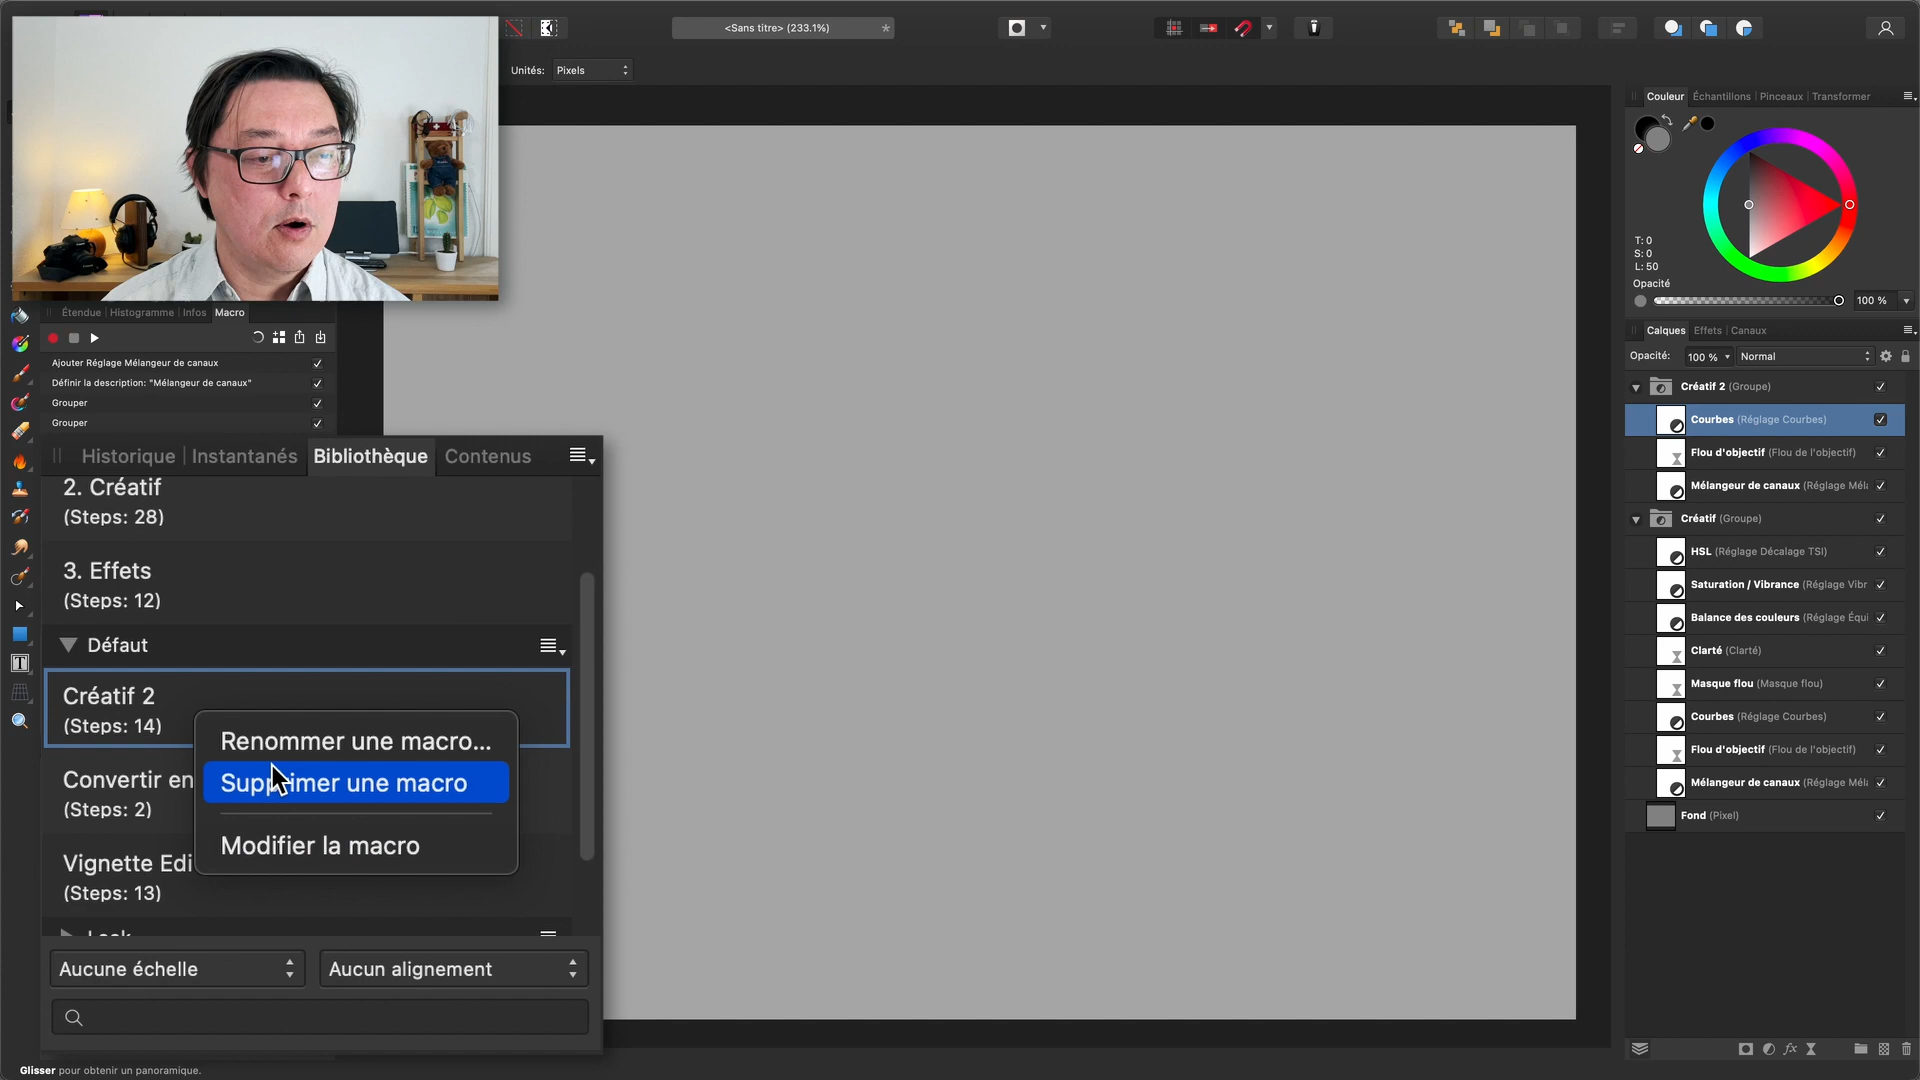 <Sans titre> (233.1%)
*
Unités: Pixels
Étendue Histogramme Infos Macro
Ajouter Réglage Mélangeur de canaux
Définir la description: "Mélangeur de canaux"
Grouper
Grouper
Historique Instantanés Bibliothèque Contenus
2. Créatif
(Steps: 28)
3. Effets
(Steps: 12)
Défaut
Créatif 2
(Steps: 14)
Renommer une macro...
Supprimer une macro
Modifier la macro
Convertir en
(Steps: 2)
Vignette Edi
(Steps: 13)
Aucune échelle
Aucun alignement
Glisser pour obtenir un panoramique.
Couleur Échantillons Pinceaux Transformer
T: 0
S: 0
L: 50
Opacité
100 %
Calques Effets Canaux
Opacité: 100 % Normal
Créatif 2 (Groupe)
Courbes (Réglage Courbes)
Flou d'objectif (Flou de l'objectif)
Mélangeur de canaux (Réglage Méla
Créatif (Groupe)
HSL (Réglage Décalage TSI)
Saturation / Vibrance (Réglage Vibr
Balance des couleurs (Réglage Équi
Clarté (Clarté)
Masque flou (Masque flou)
Courbes (Réglage Courbes)
Flou d'objectif (Flou de l'objectif)
Mélangeur de canaux (Réglage Méla
Fond (Pixel)
fx